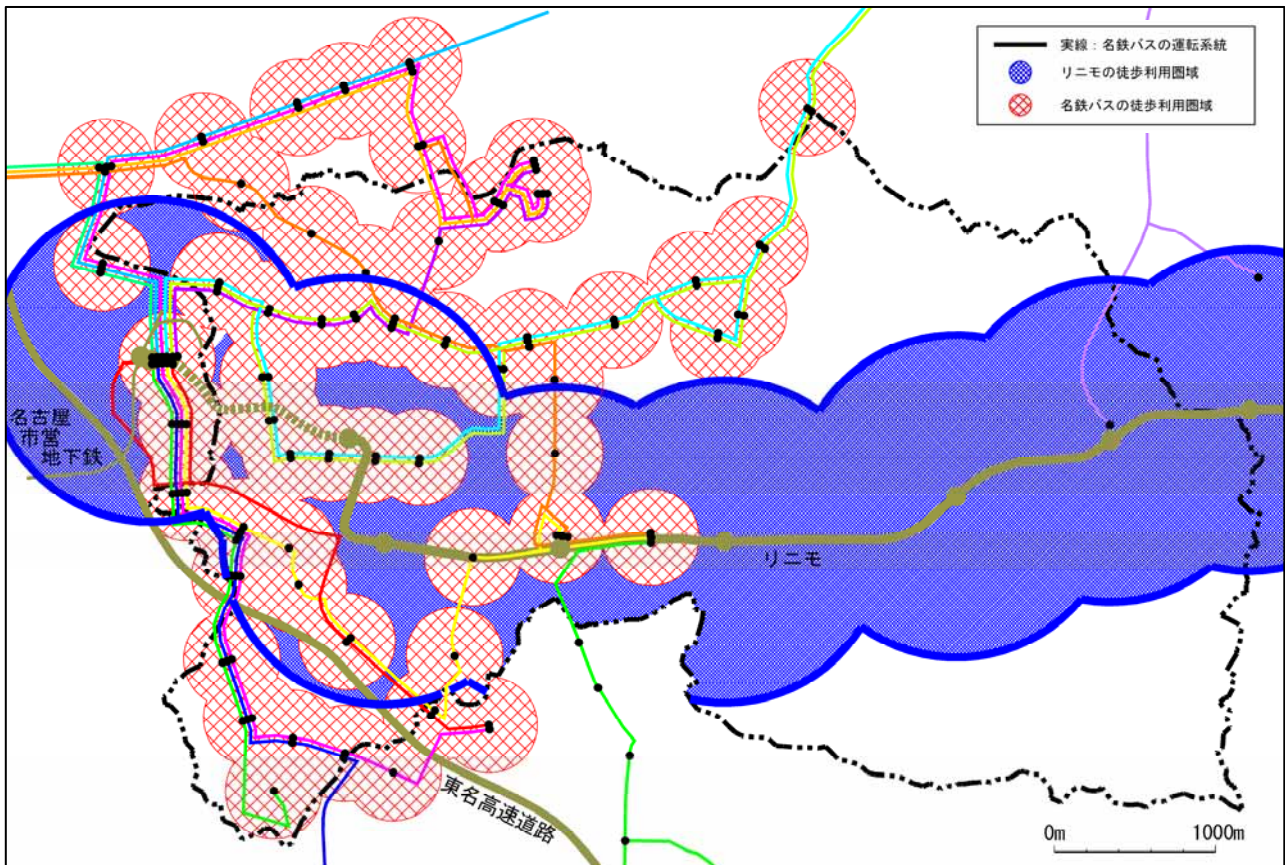 実線:名鉄バスの運転系統
リニモの徒歩利用圏域
名鉄バスの徒歩利用圏域
名古屋
市営
地下鉄
リニモ
東名高速道路
0m
1000m